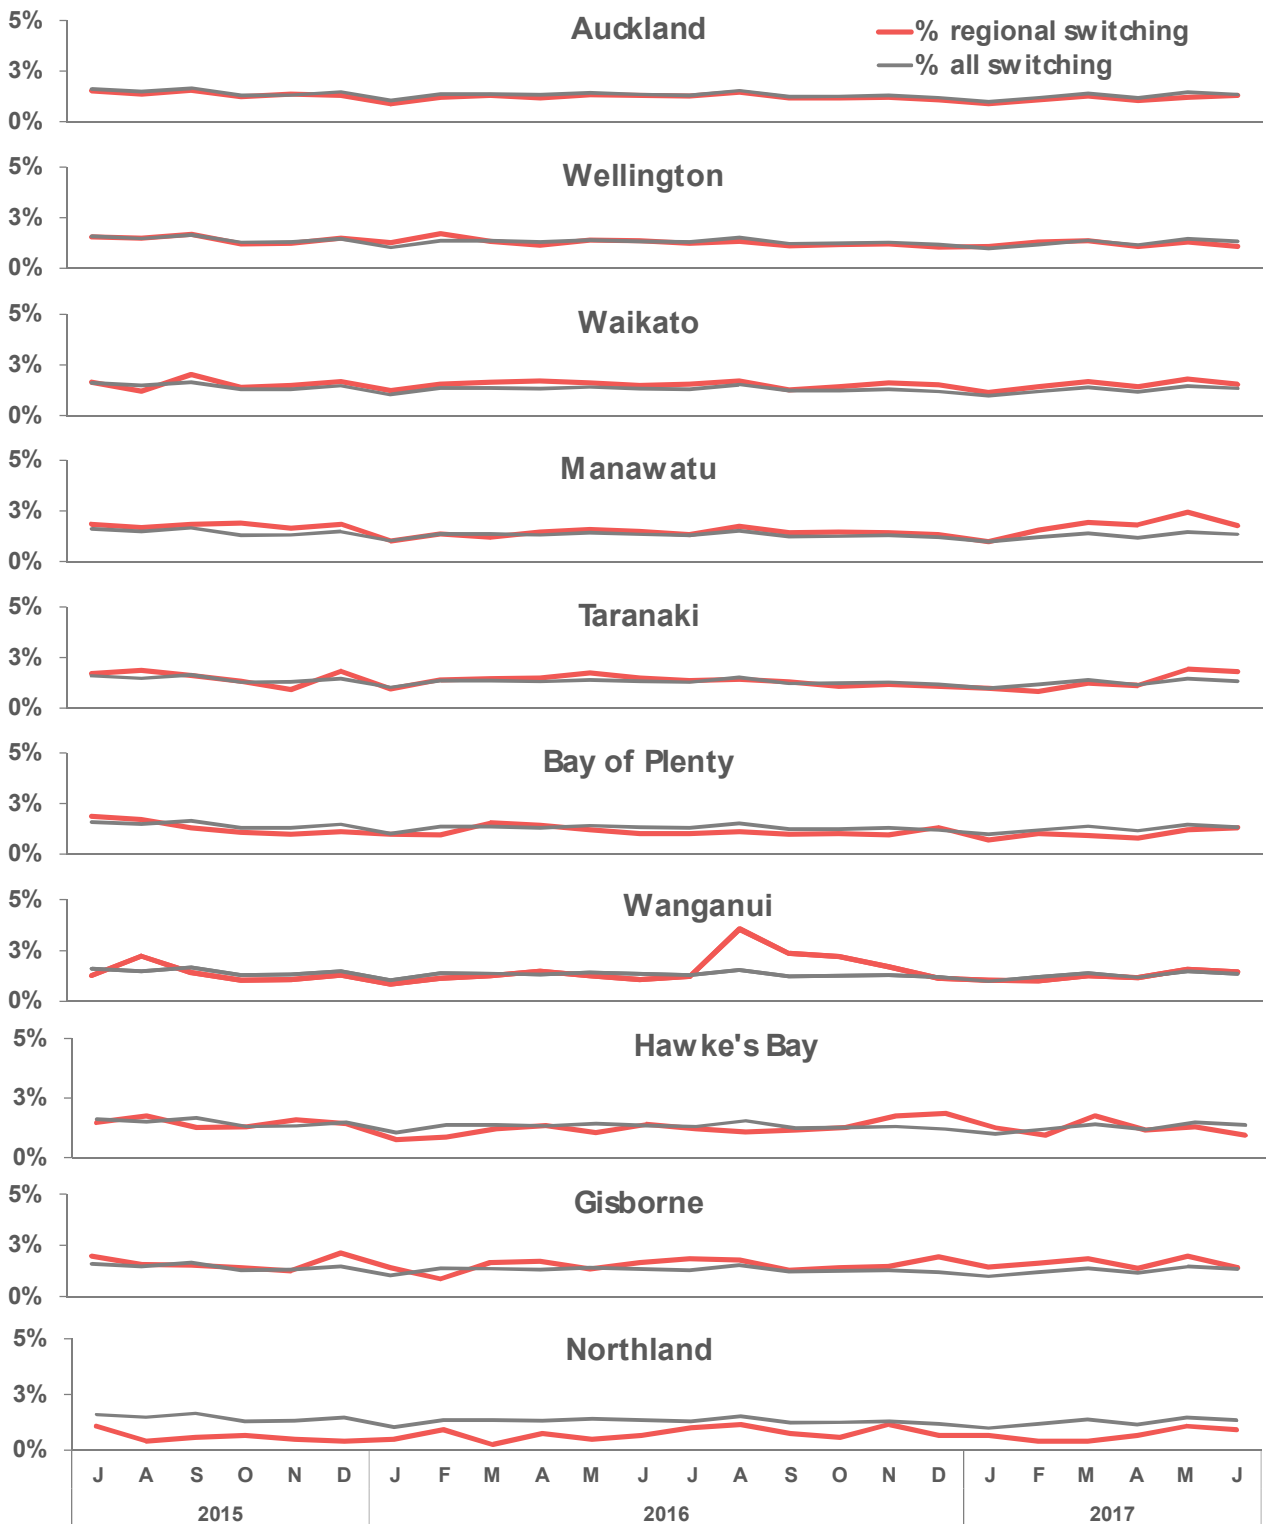 Auckland
% regional switching
% all switching
5%
3%
0%
Wellington
5%
3%
0%
Waikato
5%
3%
0%
Manawatu
5%
3%
0%
Taranaki
5%
3%
0%
Bay of Plenty
5%
3%
0%
Wanganui
5%
3%
0%
Hawke's Bay
5%
3%
0%
Gisborne
5%
3%
0%
Northland
5%
3%
0%
J A S O N D J F M A M J J A S O N D J F M A M J
2015 2016 2017